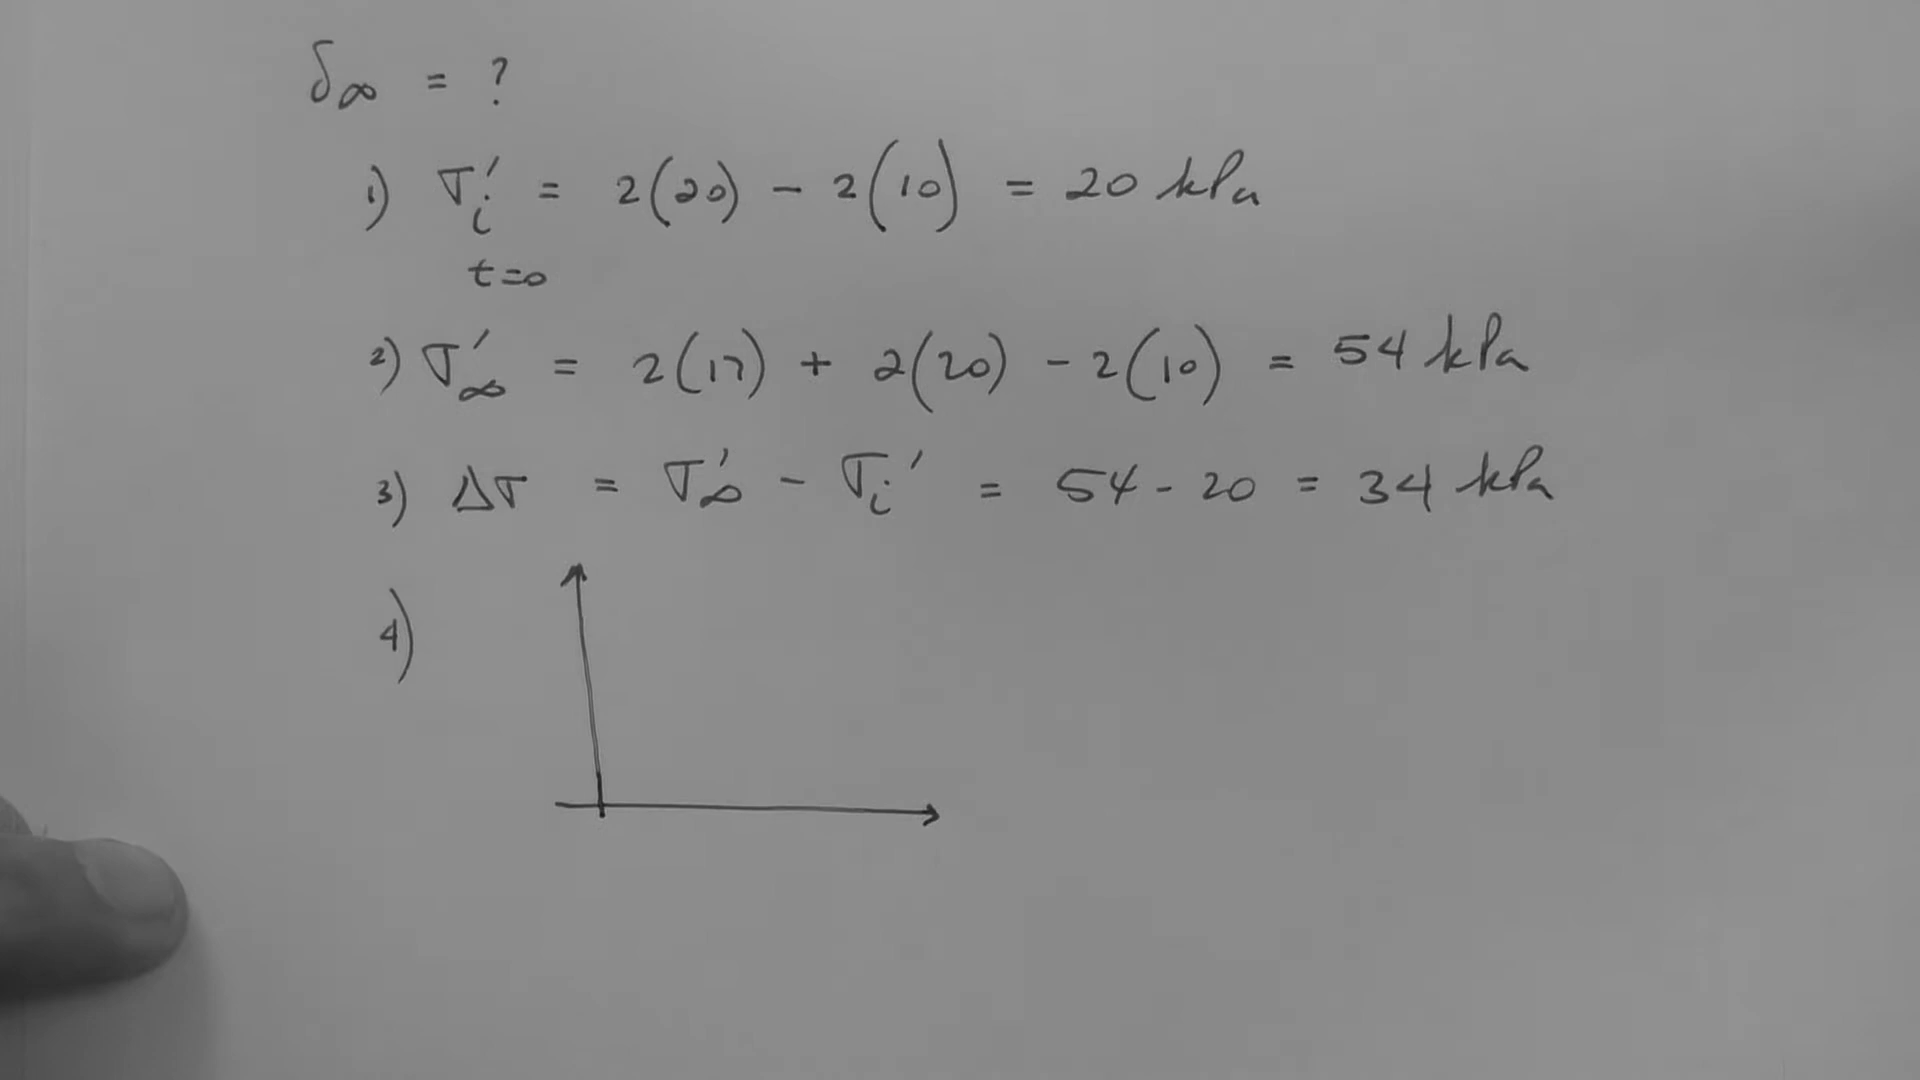 δ∞ = ?
1) σ'i = 2(20) - 2(10) = 20 kPa
t=0
2) σ'∞ = 2(17) + 2(20) - 2(10) = 54 kPa
3) Δσ = σ'∞ - σi' = 54 - 20 = 34 kPa
4)